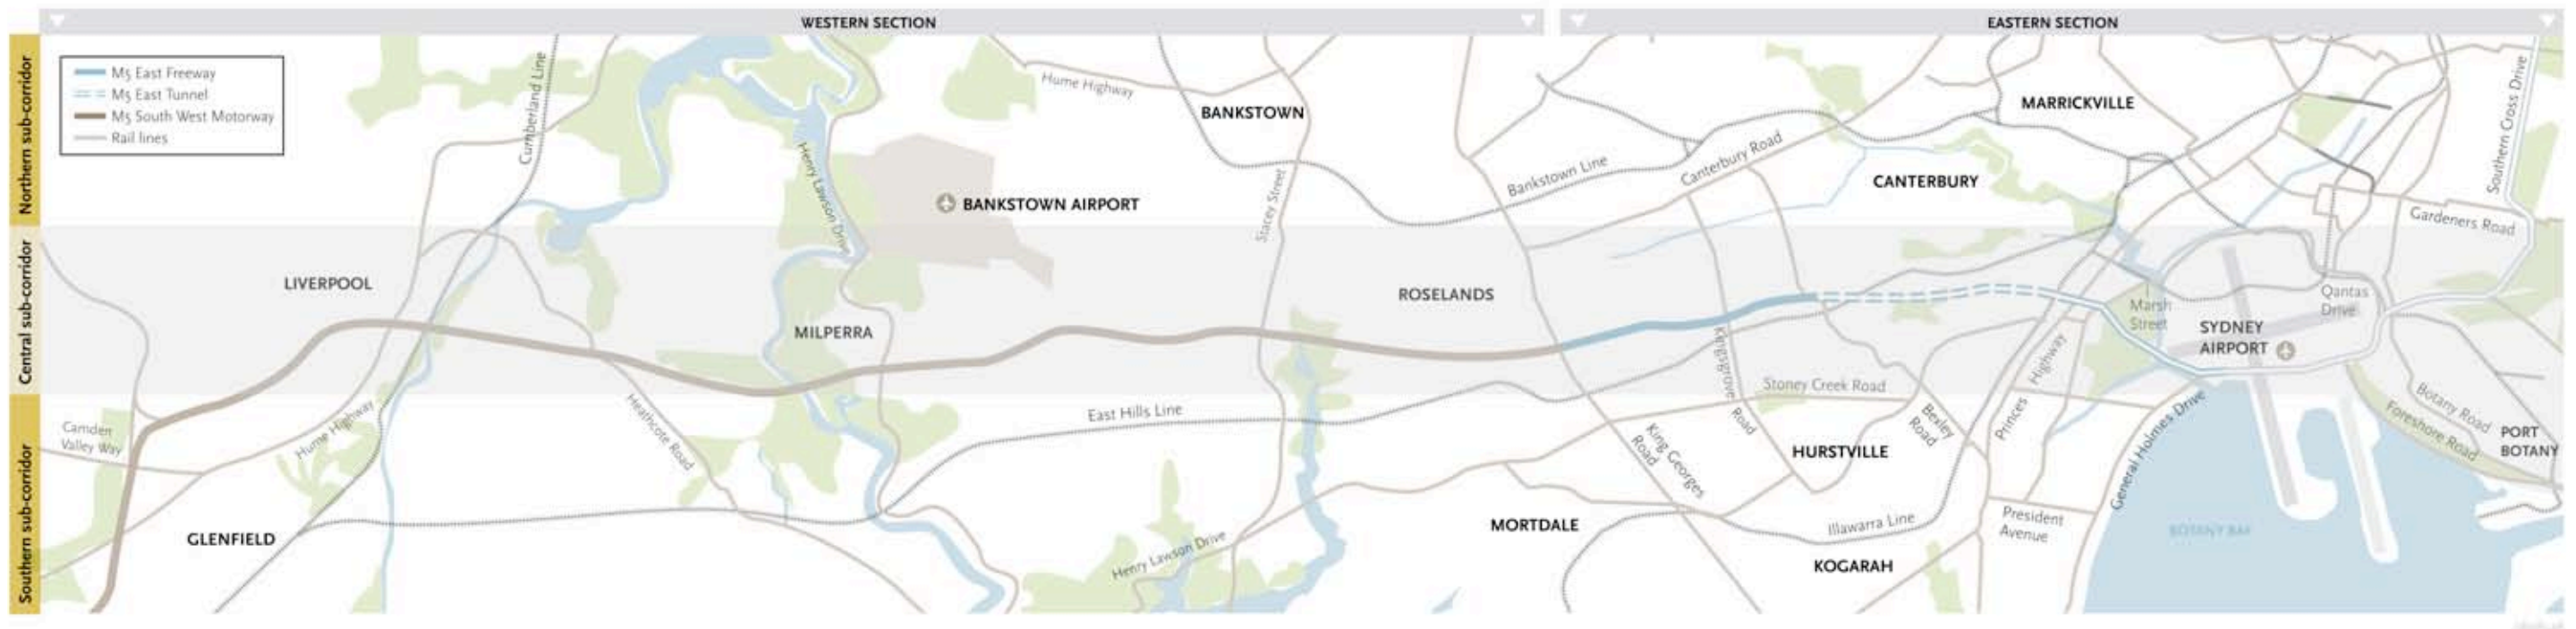 WESTERN SECTION
EASTERN SECTION
Northern sub-corridor
Central sub-corridor
Southern sub-corridor
M5 East Freeway
M5 East Tunnel
M5 South West Motorway
Rail lines
Cumberland Line
Henry Lawson Drive
Hume Highway
BANKSTOWN
BANKSTOWN AIRPORT
Stacey Street
Bankstown Line
Canterbury Road
MARRICKVILLE
CANTERBURY
Southern Cross Drive
Gardeners Road
LIVERPOOL
MILPERRA
ROSELANDS
Marsh
Street
Qantas
Drive
SYDNEY
AIRPORT
Kingsgrove Road
Stoney Creek Road
Princes Highway
Camden
Valley Way
Hume Highway
Heathcote Road
East Hills Line
King Georges
Road
HURSTVILLE
Bexley
Road
General Holmes Drive
Botany Road
Foreshore Road
PORT
BOTANY
GLENFIELD
Henry Lawson Drive
MORTDALE
Illawarra Line
KOGARAH
President
Avenue
BOTANY BAY